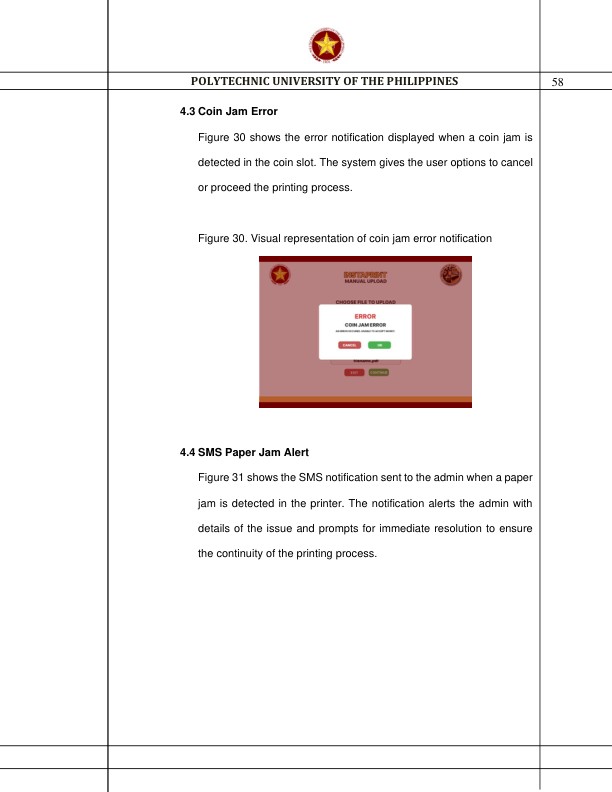 POLYTECHNIC UNIVERSITY OF THE PHILIPPINES
58
4.3 Coin Jam Error
Figure 30 shows the error notification displayed when a coin jam is
detected in the coin slot. The system gives the user options to cancel
or proceed the printing process.
Figure 30. Visual representation of coin jam error notification
INSTAPRINT
MANUAL UPLOAD
CHOOSE FILE TO UPLOAD
ERROR
COIN JAM ERROR
CANCEL
OK
4.4 SMS Paper Jam Alert
Figure 31 shows the SMS notification sent to the admin when a paper
jam is detected in the printer. The notification alerts the admin with
details of the issue and prompts for immediate resolution to ensure
the continuity of the printing process.